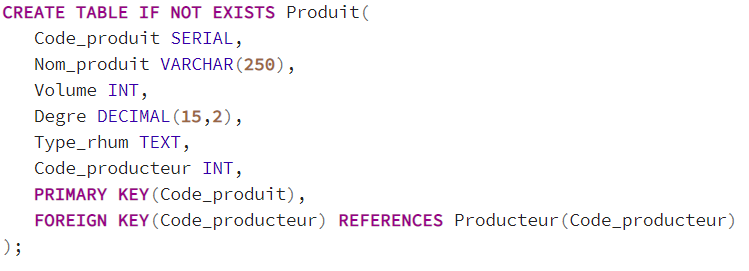 CREATE TABLE IF NOT EXISTS Produit(
   Code_produit SERIAL,
   Nom_produit VARCHAR(250),
   Volume INT,
   Degre DECIMAL(15,2),
   Type_rhum TEXT,
   Code_producteur INT,
   PRIMARY KEY(Code_produit),
   FOREIGN KEY(Code_producteur) REFERENCES Producteur(Code_producteur)
);